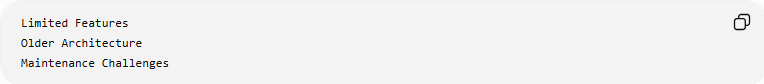 Limited Features
Older Architecture
Maintenance Challenges